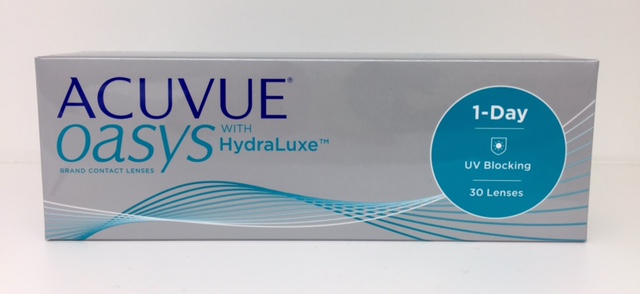 ACUVUE®
oasys WITH HydraLuxe™
BRAND CONTACT LENSES
1-Day
UV Blocking
30 Lenses